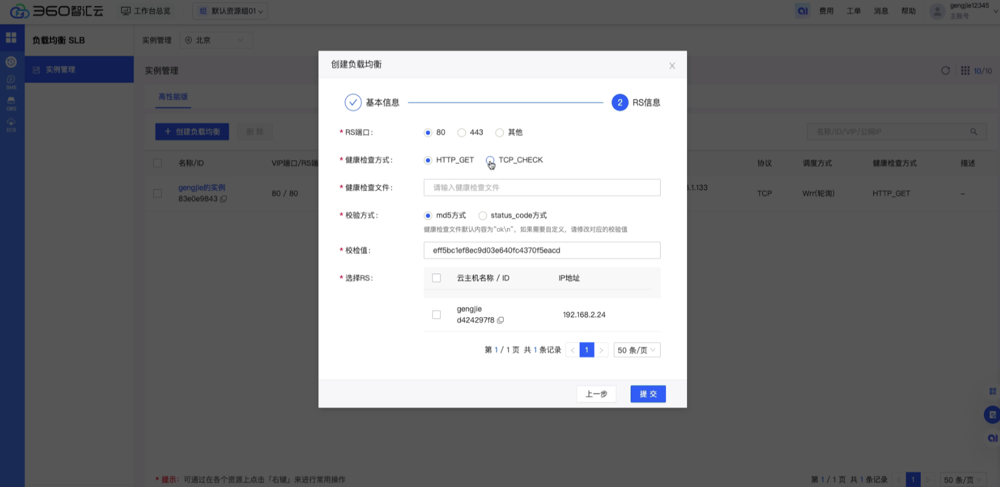 360智汇云
工作台总览
组 默认资源组01
费用
工单
消息
帮助
gengjie12345
主账号
负载均衡 SLB
实例管理
北京
实例管理
SMS
OBS
ECS
实例管理
10/10
高性能版
+ 创建负载均衡
删 除
名称/ID/VIP/公网IP
名称/ID
VIP端口/RS端
协议
调度方式
健康检查方式
描述
gengjie的实例
83e0e9843
80 / 80
.1.133
TCP
Wrr(轮询)
HTTP_GET
–
创建负载均衡
基本信息
2 RS信息
* RS端口:
80
443
其他
* 健康检查方式:
HTTP_GET
TCP_CHECK
* 健康检查文件:
请输入健康检查文件
* 校验方式:
md5方式
status_code方式
健康检查文件默认内容为“ok\n”，如果需要自定义，请修改对应的校验值
* 校检值:
eff5bc1ef8ec9d03e640fc4370f5eacd
* 选择RS:
云主机名称 / ID
IP地址
gengjie
d424297f8
192.168.2.24
第 1 / 1 页 共 1 条记录 < 1 > 50 条/页
上一步
提 交
* 提示: 可通过在各个资源上点击「右键」来进行常用操作
第 1 / 1 页 共 1 条记录 < 1 > 50 条/页